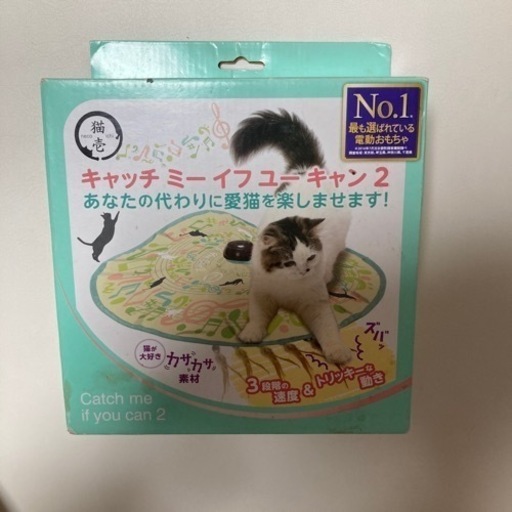 猫壱
No.1
最も選ばれている
電動おもちゃ
キャッチ ミー イフ ユー キャン 2
あなたの代わりに愛猫を楽しませます!
猫が
大好き
カサカサ
素材
ズバッ
3段階の
速度
&
トリッキーな
動き
Catch me
if you can 2